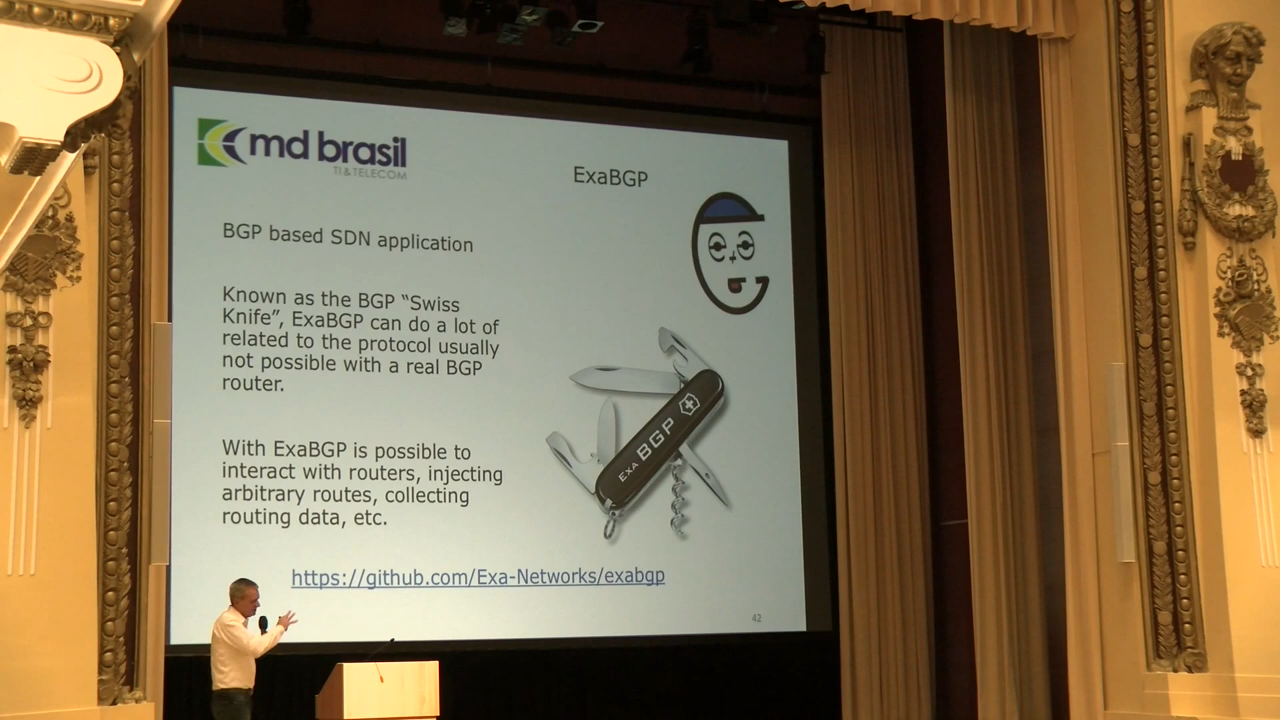 md brasil
TI & TELECOM
ExaBGP
BGP based SDN application
Known as the BGP “Swiss
Knife”, ExaBGP can do a lot of
related to the protocol usually
not possible with a real BGP
router.
EXA BGP
With ExaBGP is possible to
interact with routers, injecting
arbitrary routes, collecting
routing data, etc.
https://github.com/Exa-Networks/exabgp
42